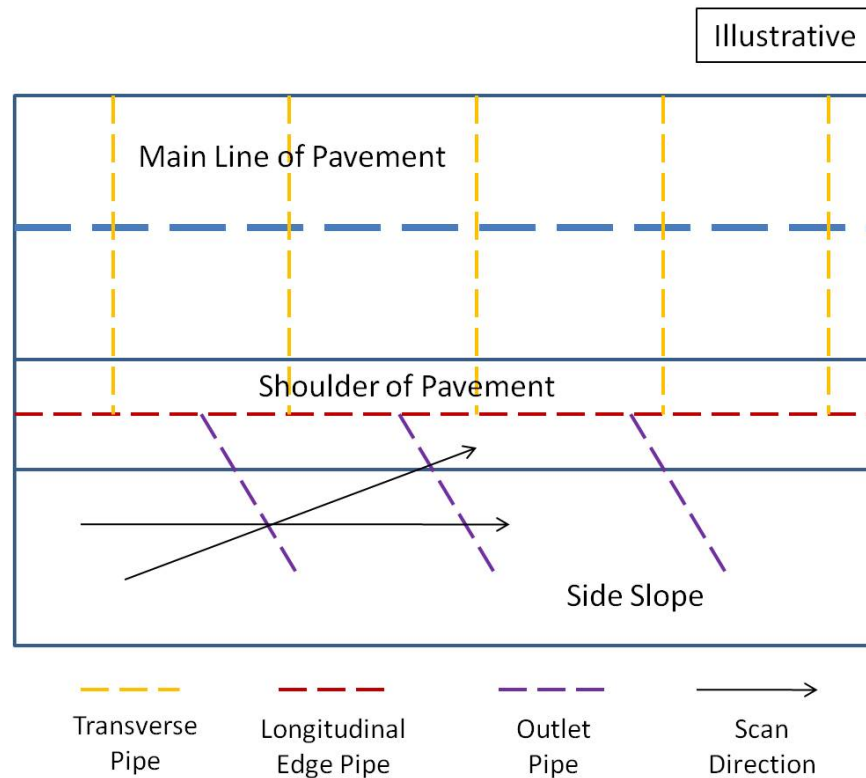 Illustrative
Main Line of Pavement
Shoulder of Pavement
Side Slope
Transverse
Pipe
Longitudinal
Edge Pipe
Outlet
Pipe
Scan
Direction